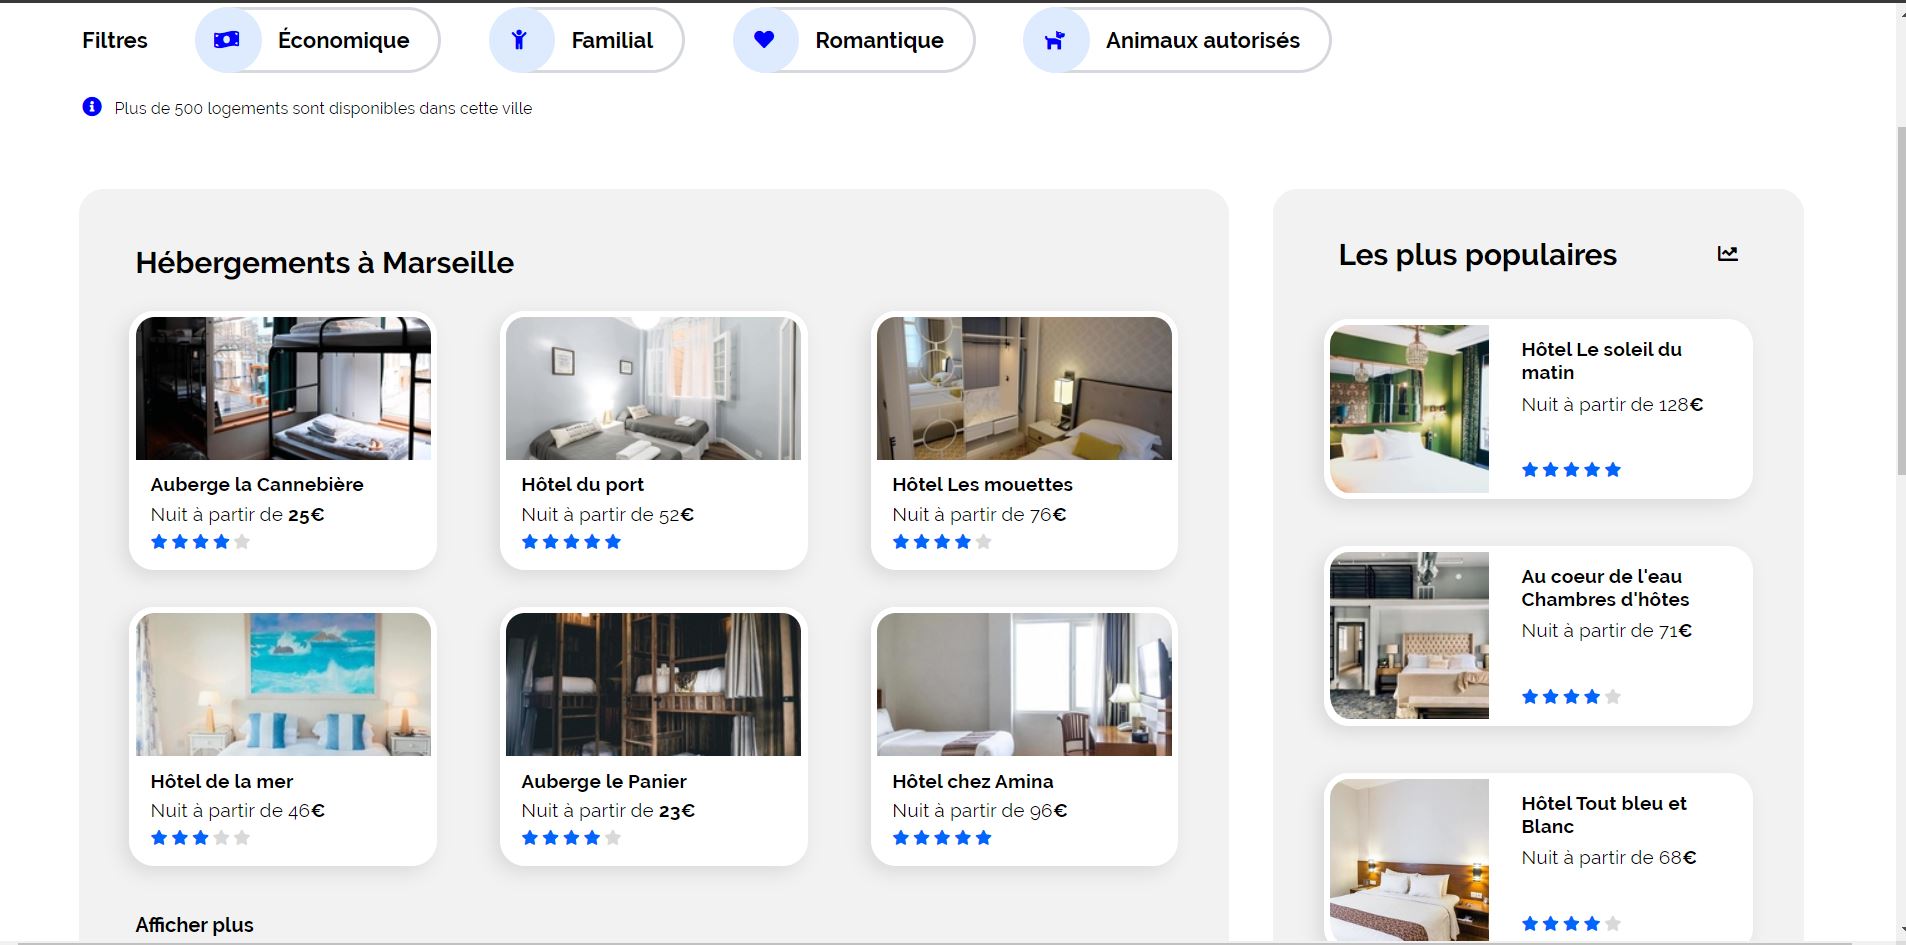 Filtres
Économique
Familial
Romantique
Animaux autorisés
Plus de 500 logements sont disponibles dans cette ville
Hébergements à Marseille
Auberge la Cannebière
Nuit à partir de 25€
Hôtel du port
Nuit à partir de 52€
Hôtel Les mouettes
Nuit à partir de 76€
Hôtel de la mer
Nuit à partir de 46€
Auberge le Panier
Nuit à partir de 23€
Hôtel chez Amina
Nuit à partir de 96€
Afficher plus
Les plus populaires
Hôtel Le soleil du
matin
Nuit à partir de 128€
Au coeur de l'eau
Chambres d'hôtes
Nuit à partir de 71€
Hôtel Tout bleu et
Blanc
Nuit à partir de 68€